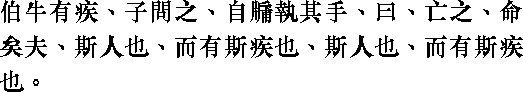 伯牛有疾、子問之、自牖執其手、曰、亡之、命
矣夫、斯人也、而有斯疾也、斯人也、而有斯疾
也。